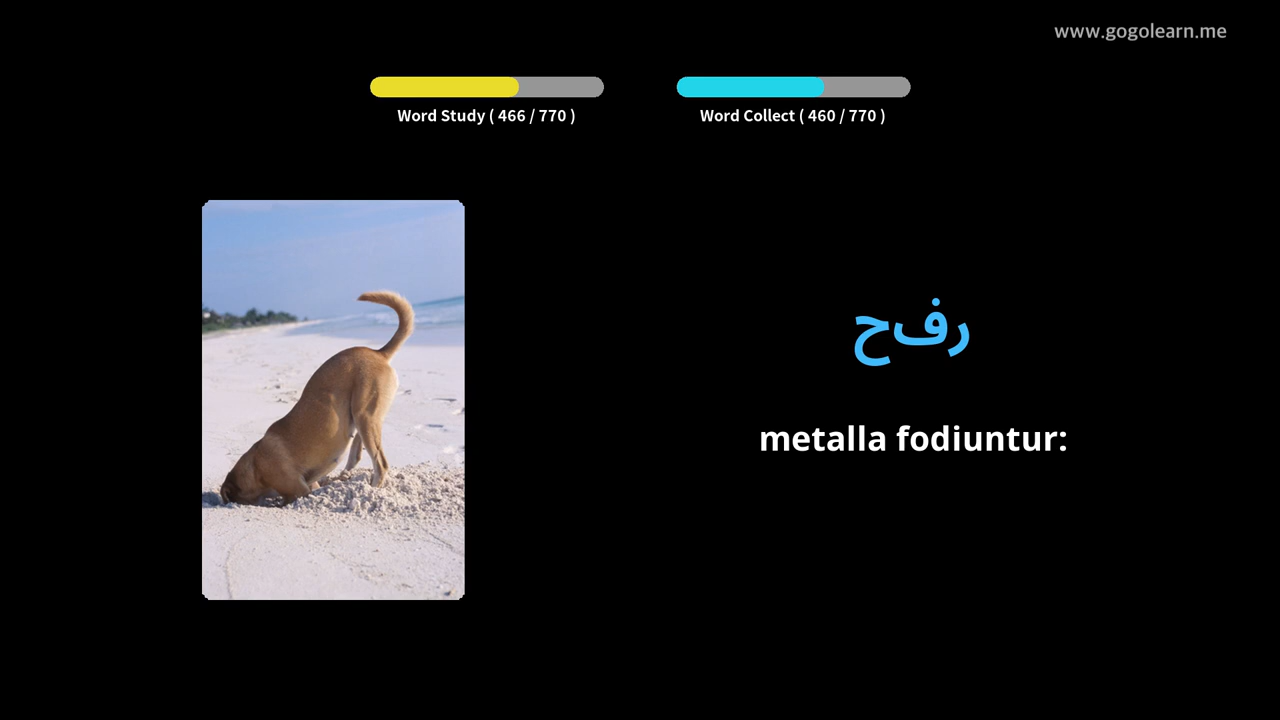 www.gogolearn.me
Word Study ( 466 / 770 )
Word Collect ( 460 / 770 )
رفح
metalla fodiuntur: